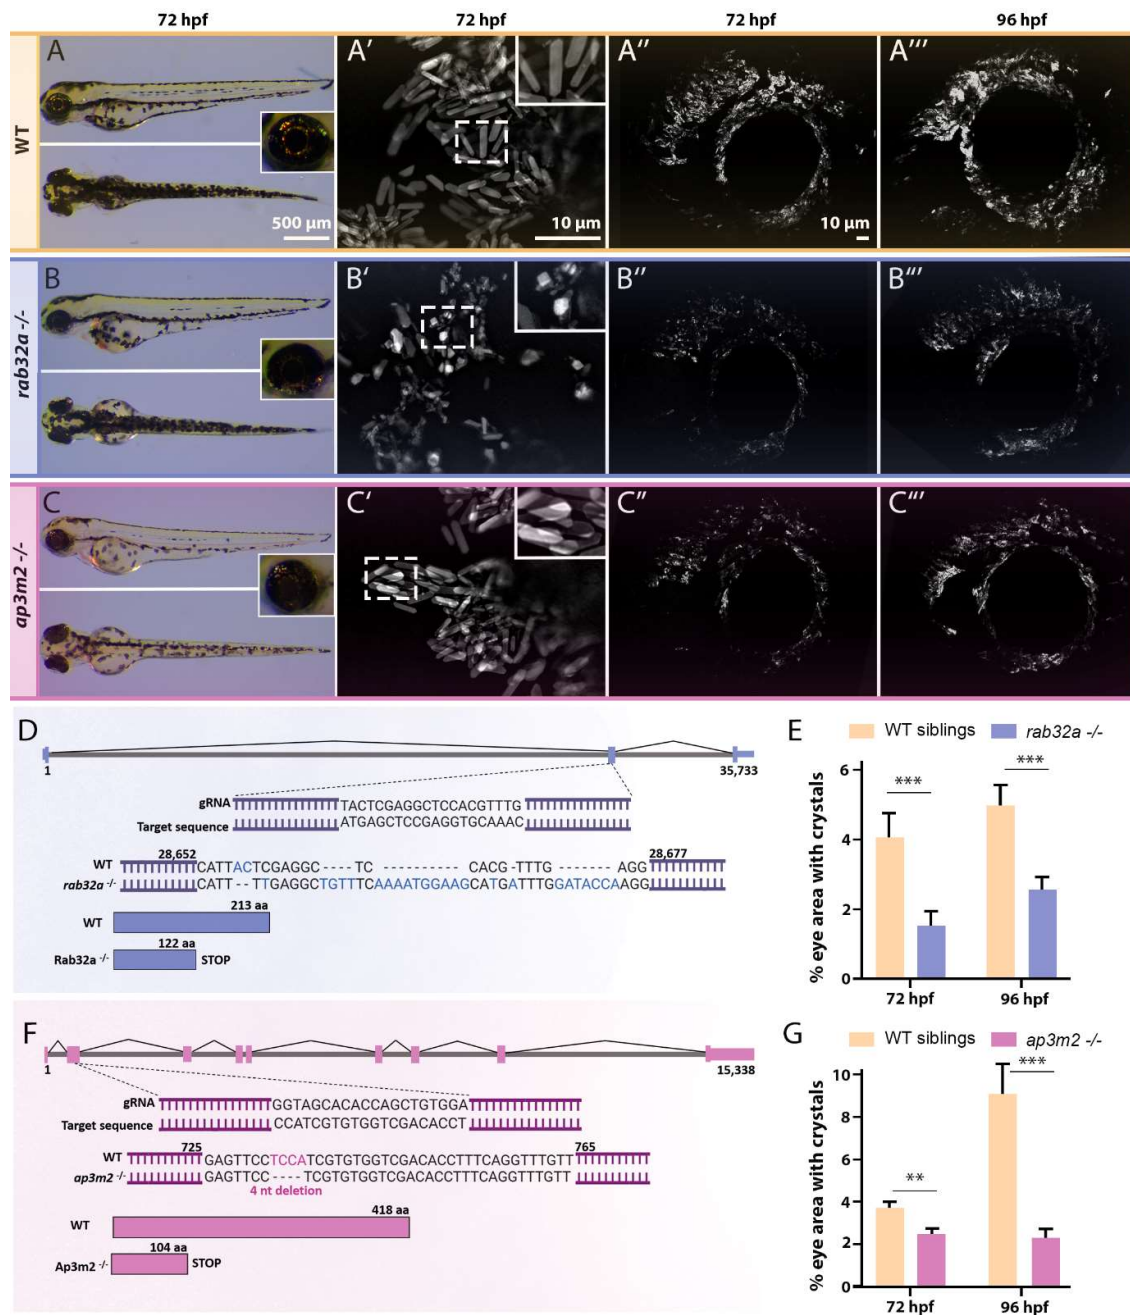 72 hpf 72 hpf 72 hpf 96 hpf
WT
A A' A'' A'''
500 µm 10 µm 10 µm
rab32a -/-
B B' B'' B'''
ap3m2 -/-
C C' C'' C'''
D
1 35,733
gRNA TACTCGAGGCTCCACGTTTG
Target sequence ATGAGCTCCGAGGTGCAAAC
28,652 28,677
WT CATTACTCGAGGC----TC----------CACG-TTTG-------AGG
rab32a -/- CATT--TTGAGGCTGTTTCAAAATGGAAGCATGATTTGGATACCAAGG
213 aa
WT
122 aa
Rab32a -/- STOP
E
WT siblings rab32a -/-
% eye area with crystals
6
4
2
0
*** ***
72 hpf 96 hpf
F
1 15,338
gRNA GGTAGCACACCAGCTGTGGA
Target sequence CCATCGTGTGGTCGACACCT
725 765
WT GAGTTCCTCCATCGTGTGGTCGACACCTTTCAGGTTTGTT
ap3m2 -/- GAGTTCC----TCGTGTGGTCGACACCTTTCAGGTTTGTT
4 nt deletion
418 aa
WT
104 aa
Ap3m2 -/- STOP
G
WT siblings ap3m2 -/-
% eye area with crystals
10
8
6
4
2
0
** ***
72 hpf 96 hpf